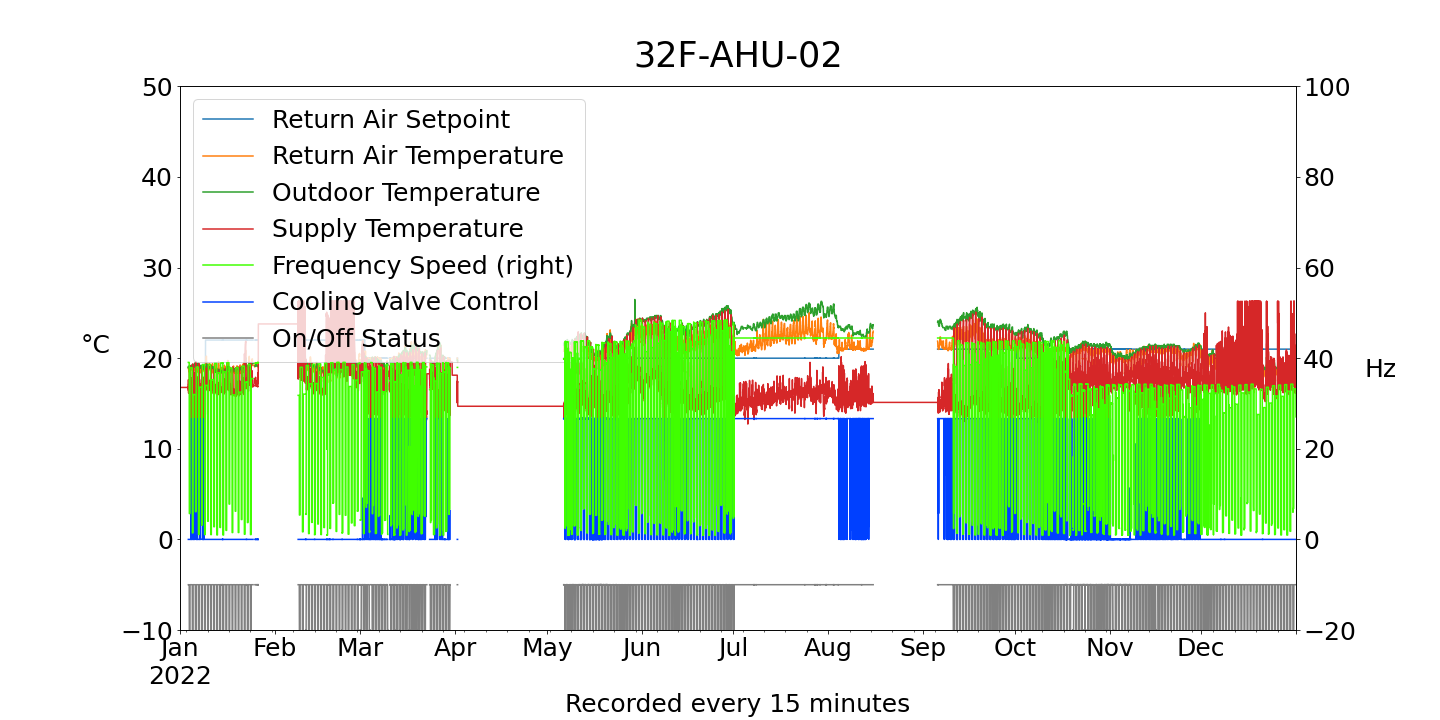 32F-AHU-02
50
40
30
20
10
0
−10
°C
100
80
60
40
20
0
−20
Hz
Return Air Setpoint
Return Air Temperature
Outdoor Temperature
Supply Temperature
Frequency Speed (right)
Cooling Valve Control
On/Off Status
Jan Feb Mar Apr May Jun Jul Aug Sep Oct Nov Dec
2022
Recorded every 15 minutes